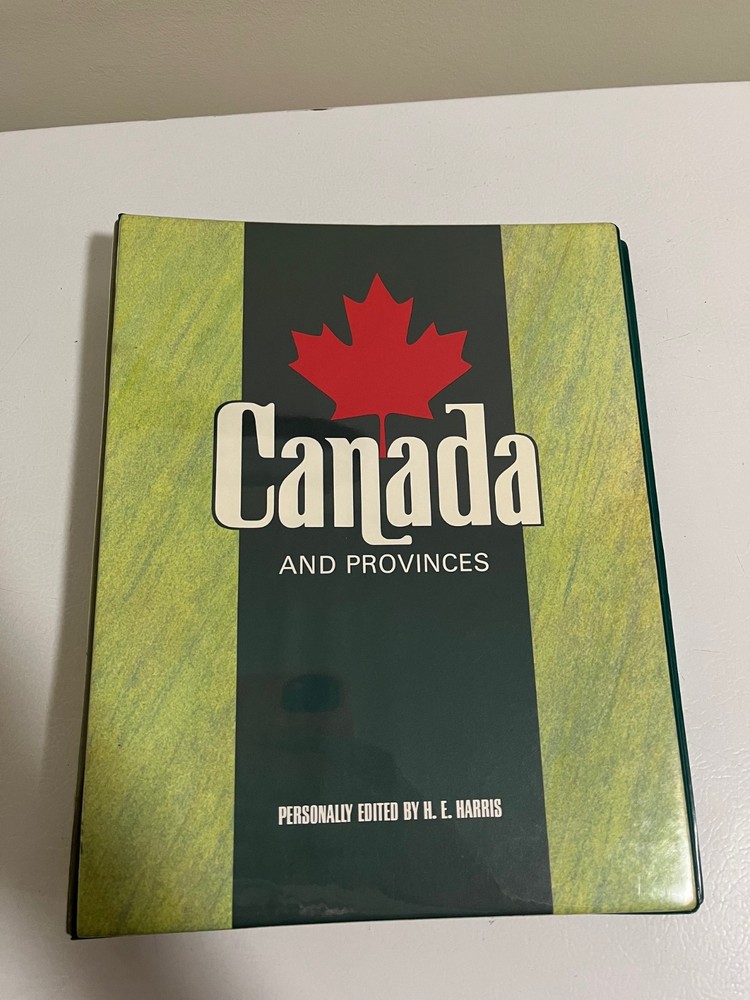 Canada
AND PROVINCES
PERSONALLY EDITED BY H. E. HARRIS